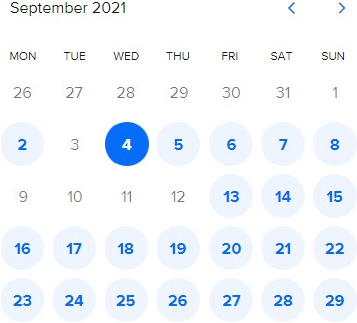 September 2021
MON TUE WED THU FRI SAT SUN
26 27 28 29 30 31 1
2 3 4 5 6 7 8
9 10 11 12 13 14 15
16 17 18 19 20 21 22
23 24 25 26 27 28 29